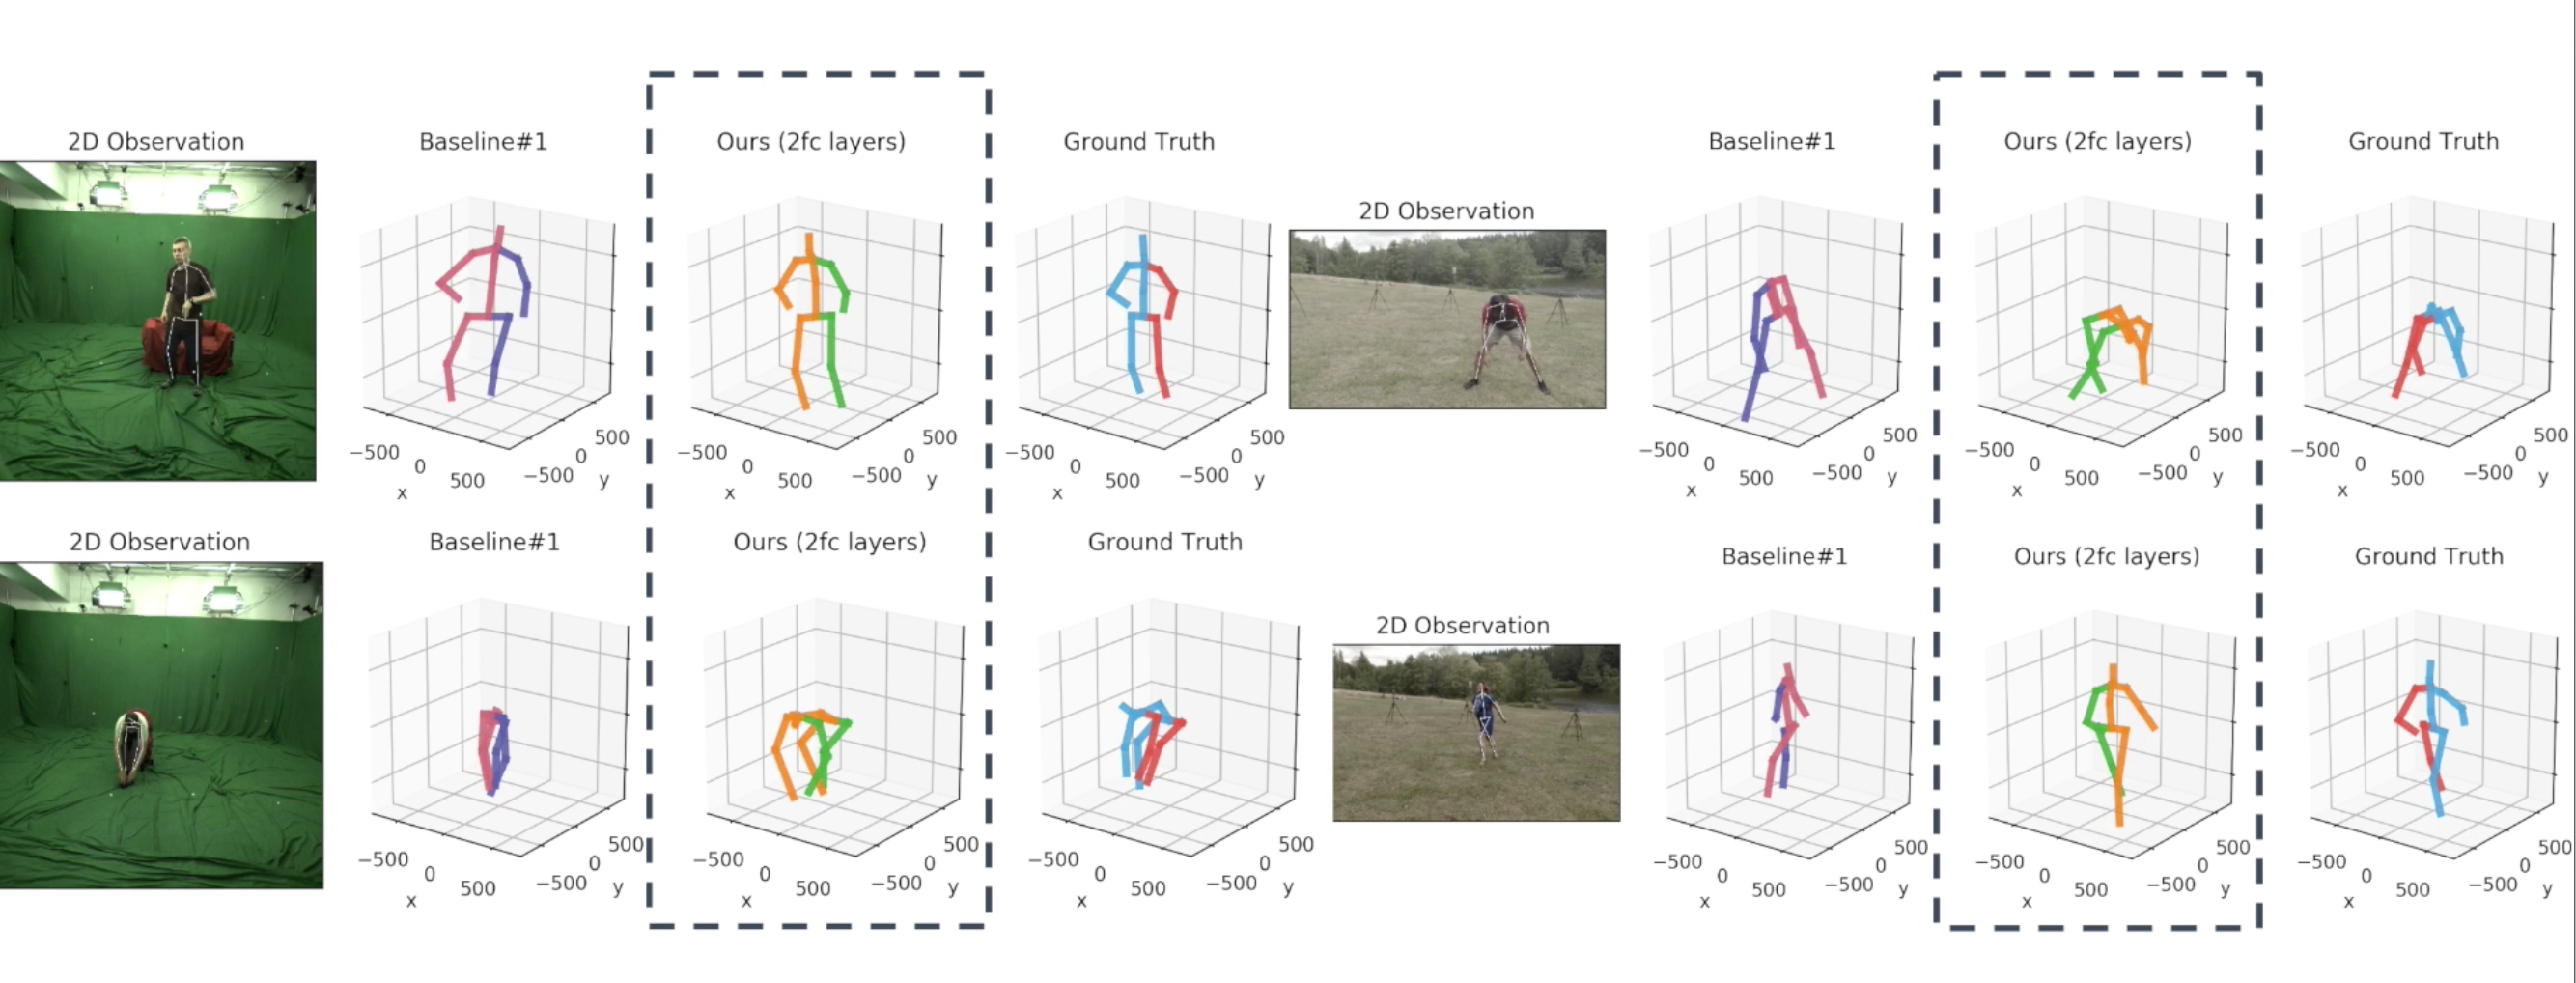 2D Observation
Baseline#1
Ours (2fc layers)
Ground Truth
−500
0
500
x
−500
0
500
y
−500
0
500
x
−500
0
500
y
−500
0
500
x
−500
0
500
y
2D Observation
Baseline#1
Ours (2fc layers)
Ground Truth
−500
0
500
x
−500
0
500
y
−500
0
500
x
−500
0
500
y
−500
0
500
x
−500
0
500
y
2D Observation
Baseline#1
Ours (2fc layers)
Ground Truth
−500
0
500
x
−500
0
500
y
−500
0
500
x
−500
0
500
y
−500
0
500
x
−500
0
500
y
2D Observation
Baseline#1
Ours (2fc layers)
Ground Truth
−500
0
500
x
−500
0
500
y
−500
0
500
x
−500
0
500
y
−500
0
500
x
−500
0
500
y